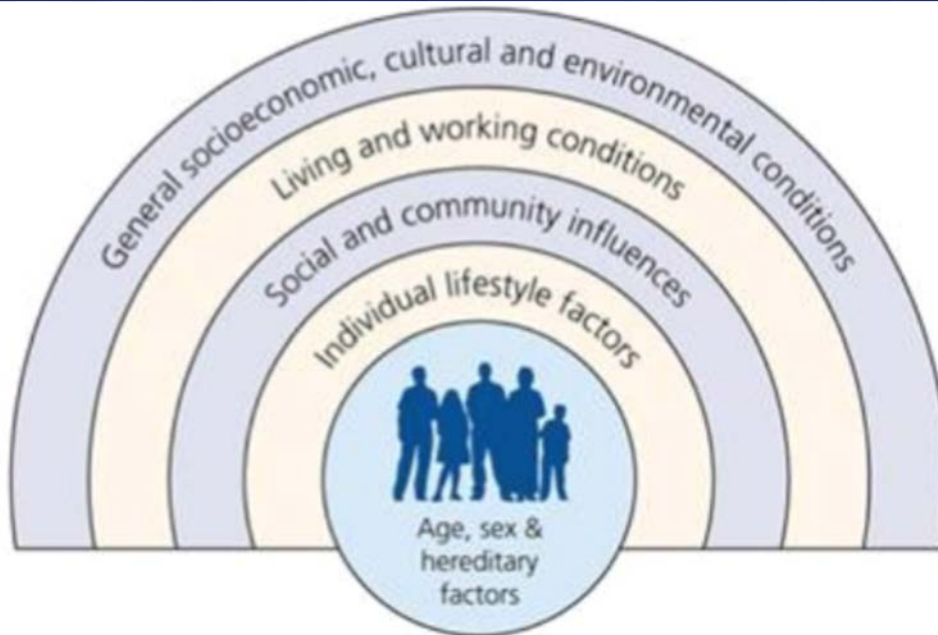 General socioeconomic, cultural and environmental conditions
Living and working conditions
Social and community influences
Individual lifestyle factors
Age, sex &
hereditary
factors